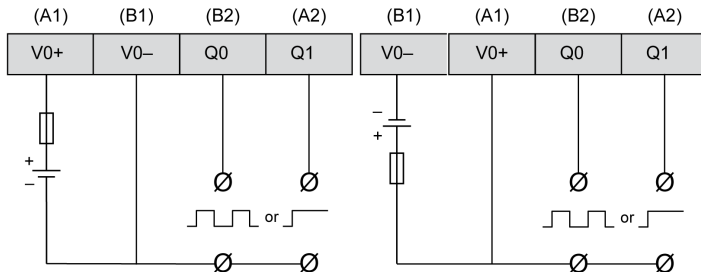 (A1) (B1) (B2) (A2) (B1) (A1) (B2) (A2)
V0+ V0– Q0 Q1 V0– V0+ Q0 Q1
–
+
+
–
or
or